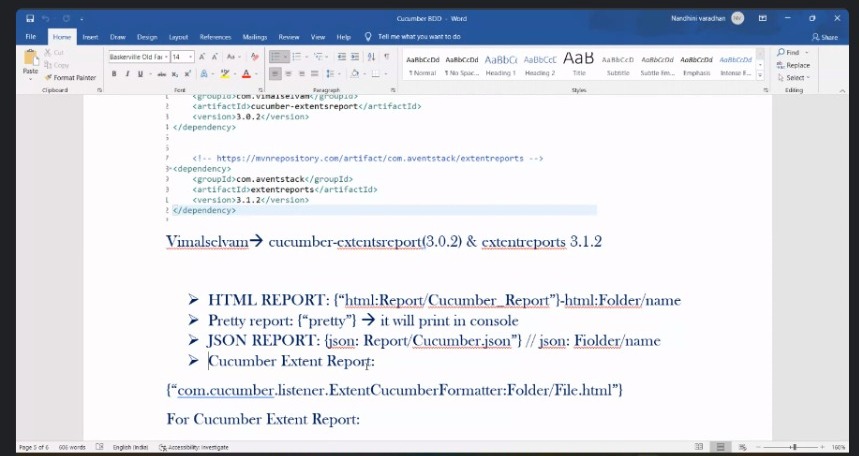 Cucumber BDD - Word
Nandhini varadhan
File Home Insert Draw Design Layout References Mailings Review View Help Tell me what you want to do
Share
Paste
Cut
Copy
Format Painter
Clipboard
Baskerville Old Fac 14
Font
Paragraph
AaBbCcDd AaBbCcDd AaBbCc AaBbCcC AaB AaBbCcD AaBbCcDd AaBbCcDd AaBbCcDd
1 Normal 1 No Spac... Heading 1 Heading 2 Title Subtitle Subtle Em... Emphasis Intense E...
Styles
Find
Replace
Select
Editing
<groupId>com.vimalselvam</groupId>
<artifactId>cucumber-extentsreport</artifactId>
<version>3.0.2</version>
</dependency>
<!-- https://mvnrepository.com/artifact/com.aventstack/extentreports -->
<dependency>
<groupId>com.aventstack</groupId>
<artifactId>extentreports</artifactId>
<version>3.1.2</version>
</dependency>
Vimalselvam→ cucumber-extentsreport(3.0.2) & extentreports 3.1.2
➢ HTML REPORT: {“html:Report/Cucumber_Report”}-html:Folder/name
➢ Pretty report: {“pretty”} → it will print in console
➢ JSON REPORT: {json: Report/Cucumber.json”} // json: Fiolder/name
➢ Cucumber Extent Report:
{“com.cucumber.listener.ExtentCucumberFormatter:Folder/File.html”}
For Cucumber Extent Report:
Page 5 of 6 606 words English (India) Accessibility: Investigate
160%